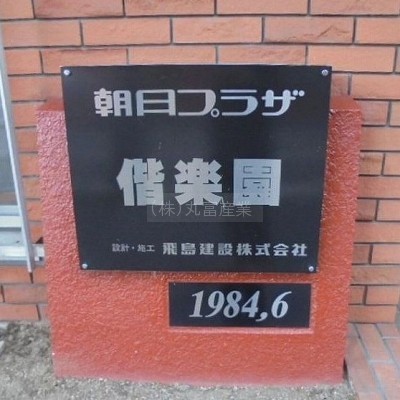 朝日プラザ
偕楽園
(株)丸富産業
設計・施工 飛島建設株式会社
1984,6